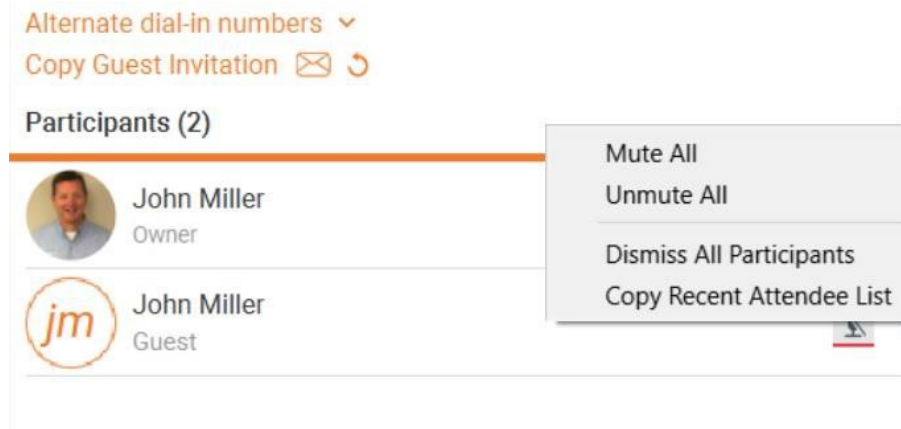 Alternate dial-in numbers
Copy Guest Invitation
Participants (2)
Mute All
Unmute All
Dismiss All Participants
Copy Recent Attendee List
John Miller
Owner
jm
John Miller
Guest